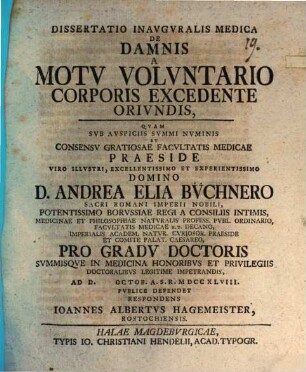 DISSERTATIO INAVGVRALIS MEDICA
DE
DAMNIS
A
MOTV VOLVNTARIO
CORPORIS EXCEDENTE
ORIVNDIS,
QVAM
SVB AVSPICIIS SVMMI NVMINIS
ET
CONSENSV GRATIOSAE FACVLTATIS MEDICAE
PRAESIDE
VIRO ILLVSTRI, EXCELLENTISSIMO ET EXPERIENTISSIMO
DOMINO
D. ANDREA ELIA BVCHNERO
SACRI ROMANI IMPERII NOBILI,
POTENTISSIMO BORVSSIAE REGI A CONSILIIS INTIMIS,
MEDICINAE ET PHILOSOPHIAE NATVRALIS PROFESS. PVBL. ORDINARIO,
FACVLTATIS MEDICAE h. t. DECANO,
IMPERIALIS ACADEM. NATVR. CVRIOSOR. PRAESIDE
ET COMITE PALAT. CAESAREO,
PRO GRADV DOCTORIS
SVMMISQVE IN MEDICINA HONORIBVS ET PRIVILEGIIS
DOCTORALIBVS LEGITIME IMPETRANDIS,
AD D. OCTOB. A. S. R. MDCCXLVIII.
PVBLICE DEFENDET
RESPONDENS
IOANNES ALBERTVS HAGEMEISTER,
ROSTOCHIENSIS.
HALAE MAGDEBVRGICAE,
TYPIS IO. CHRISTIANI HENDELII, ACAD. TYPOGR.